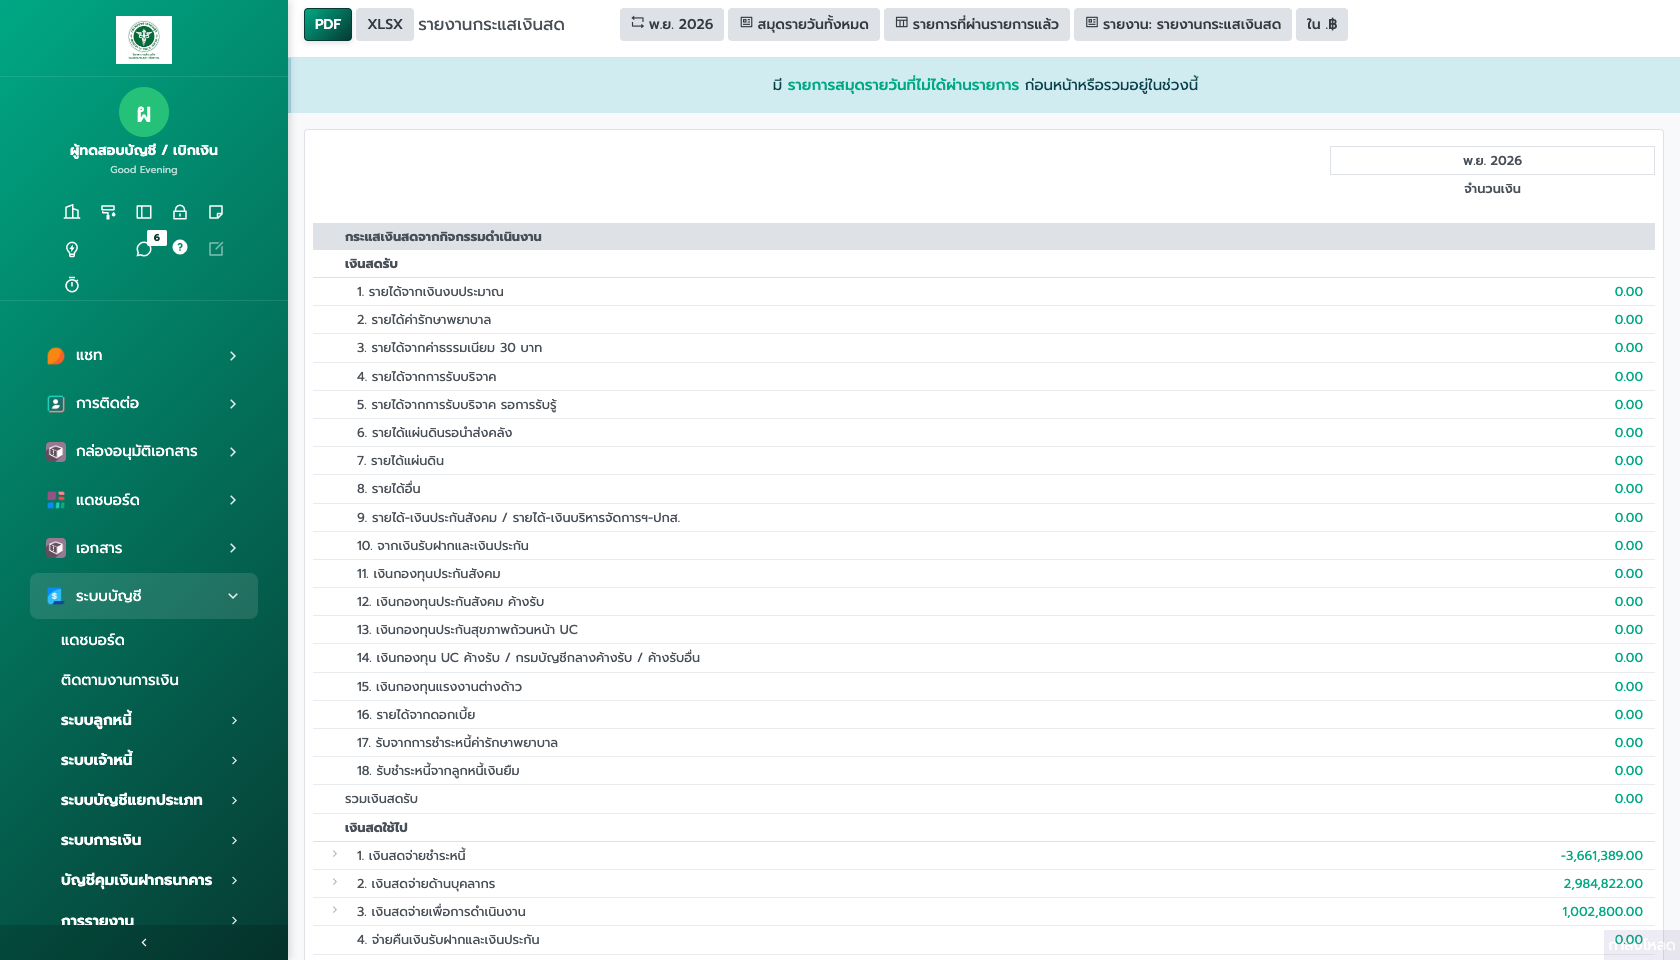 PDF
XLSX
รายงานกระแสเงินสด
พ.ย. 2026
สมุดรายวันทั้งหมด
รายการที่ผ่านรายการแล้ว
รายงาน: รายงานกระแสเงินสด
ใน .฿
มี รายการสมุดรายวันที่ไม่ได้ผ่านรายการ ก่อนหน้าหรือรวมอยู่ในช่วงนี้
ผ
ผู้ทดสอบบัญชี / เบิกเงิน
Good Evening
6
แชท
การติดต่อ
กล่องอนุมัติเอกสาร
แดชบอร์ด
เอกสาร
ระบบบัญชี
แดชบอร์ด
ติดตามงานการเงิน
ระบบลูกหนี้
ระบบเจ้าหนี้
ระบบบัญชีแยกประเภท
ระบบการเงิน
บัญชีคุมเงินฝากธนาคาร
การรายงาน
พ.ย. 2026
จำนวนเงิน
กระแสเงินสดจากกิจกรรมดำเนินงาน
เงินสดรับ
1. รายได้จากเงินงบประมาณ 0.00
2. รายได้ค่ารักษาพยาบาล 0.00
3. รายได้จากค่าธรรมเนียม 30 บาท 0.00
4. รายได้จากการรับบริจาค 0.00
5. รายได้จากการรับบริจาค รอการรับรู้ 0.00
6. รายได้แผ่นดินรอนำส่งคลัง 0.00
7. รายได้แผ่นดิน 0.00
8. รายได้อื่น 0.00
9. รายได้-เงินประกันสังคม / รายได้-เงินบริหารจัดการฯ-ปกส. 0.00
10. จากเงินรับฝากและเงินประกัน 0.00
11. เงินกองทุนประกันสังคม 0.00
12. เงินกองทุนประกันสังคม ค้างรับ 0.00
13. เงินกองทุนประกันสุขภาพถ้วนหน้า UC 0.00
14. เงินกองทุน UC ค้างรับ / กรมบัญชีกลางค้างรับ / ค้างรับอื่น 0.00
15. เงินกองทุนแรงงานต่างด้าว 0.00
16. รายได้จากดอกเบี้ย 0.00
17. รับจากการชำระหนี้ค่ารักษาพยาบาล 0.00
18. รับชำระหนี้จากลูกหนี้เงินยืม 0.00
รวมเงินสดรับ 0.00
เงินสดใช้ไป
1. เงินสดจ่ายชำระหนี้ -3,661,389.00
2. เงินสดจ่ายด้านบุคลากร 2,984,822.00
3. เงินสดจ่ายเพื่อการดำเนินงาน 1,002,800.00
4. จ่ายคืนเงินรับฝากและเงินประกัน 0.00